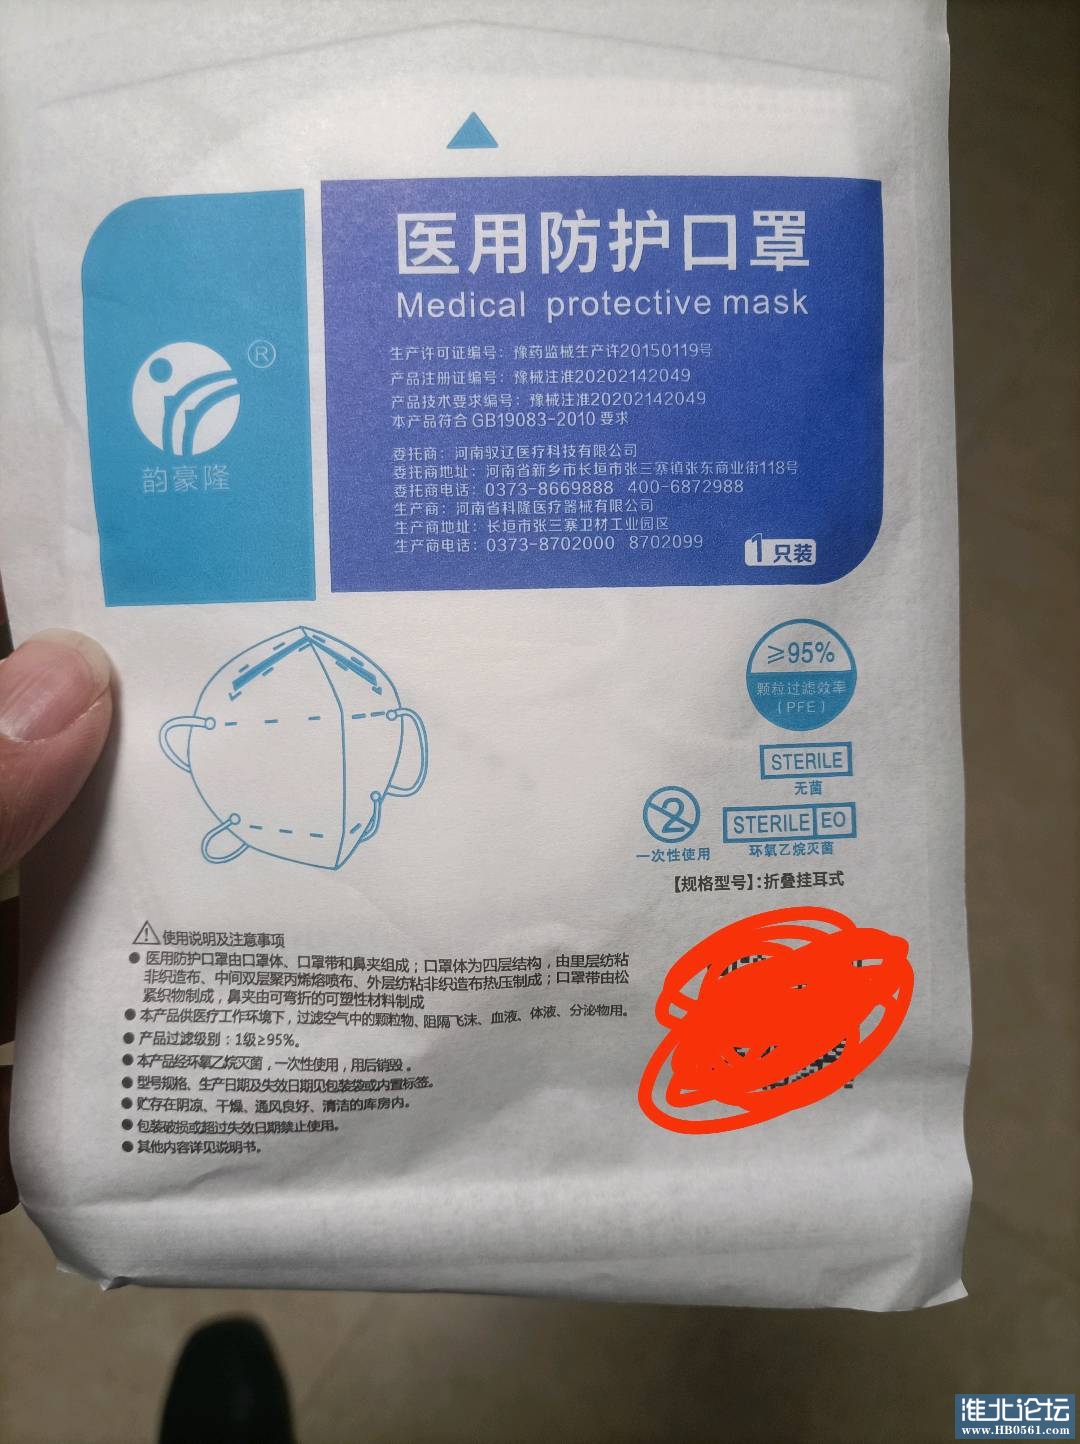 医用防护口罩
Medical protective mask
生产许可证编号：豫药监械生产许20150119号
产品注册证编号：豫械注准20202142049
产品技术要求编号：豫械注准20202142049
本产品符合GB19083-2010要求
委托商：河南驭辽医疗科技有限公司
委托商地址：河南省新乡市长垣市张三寨镇张东商业街118号
委托商电话：0373-8669888 400-6872988
生产商：河南省科隆医疗器械有限公司
生产商地址：长垣市张三寨卫材工业园区
生产商电话：0373-8702000 8702099
1只装
®
韵豪隆
≥95%
颗粒过滤效率
（PFE）
STERILE
无菌
2
一次性使用
STERILE EO
环氧乙烷灭菌
【规格型号】：折叠挂耳式
使用说明及注意事项
● 医用防护口罩由口罩体、口罩带和鼻夹组成；口罩体为四层结构，由里层纺粘
非织造布、中间双层聚丙烯熔喷布、外层纺粘非织造布热压制成；口罩带由松
紧织物制成，鼻夹由可弯折的可塑性材料制成
● 本产品供医疗工作环境下，过滤空气中的颗粒物、阻隔飞沫、血液、体液、分泌物用。
● 产品过滤级别：1级≥95%。
● 本产品经环氧乙烷灭菌，一次性使用，用后销毁。
● 型号规格、生产日期及失效日期见包装袋或内置标签。
● 贮存在阴凉、干燥、通风良好、清洁的库房内。
● 包装破损或超过失效日期禁止使用。
● 其他内容详见说明书。
淮北论坛
www.HB0561.com